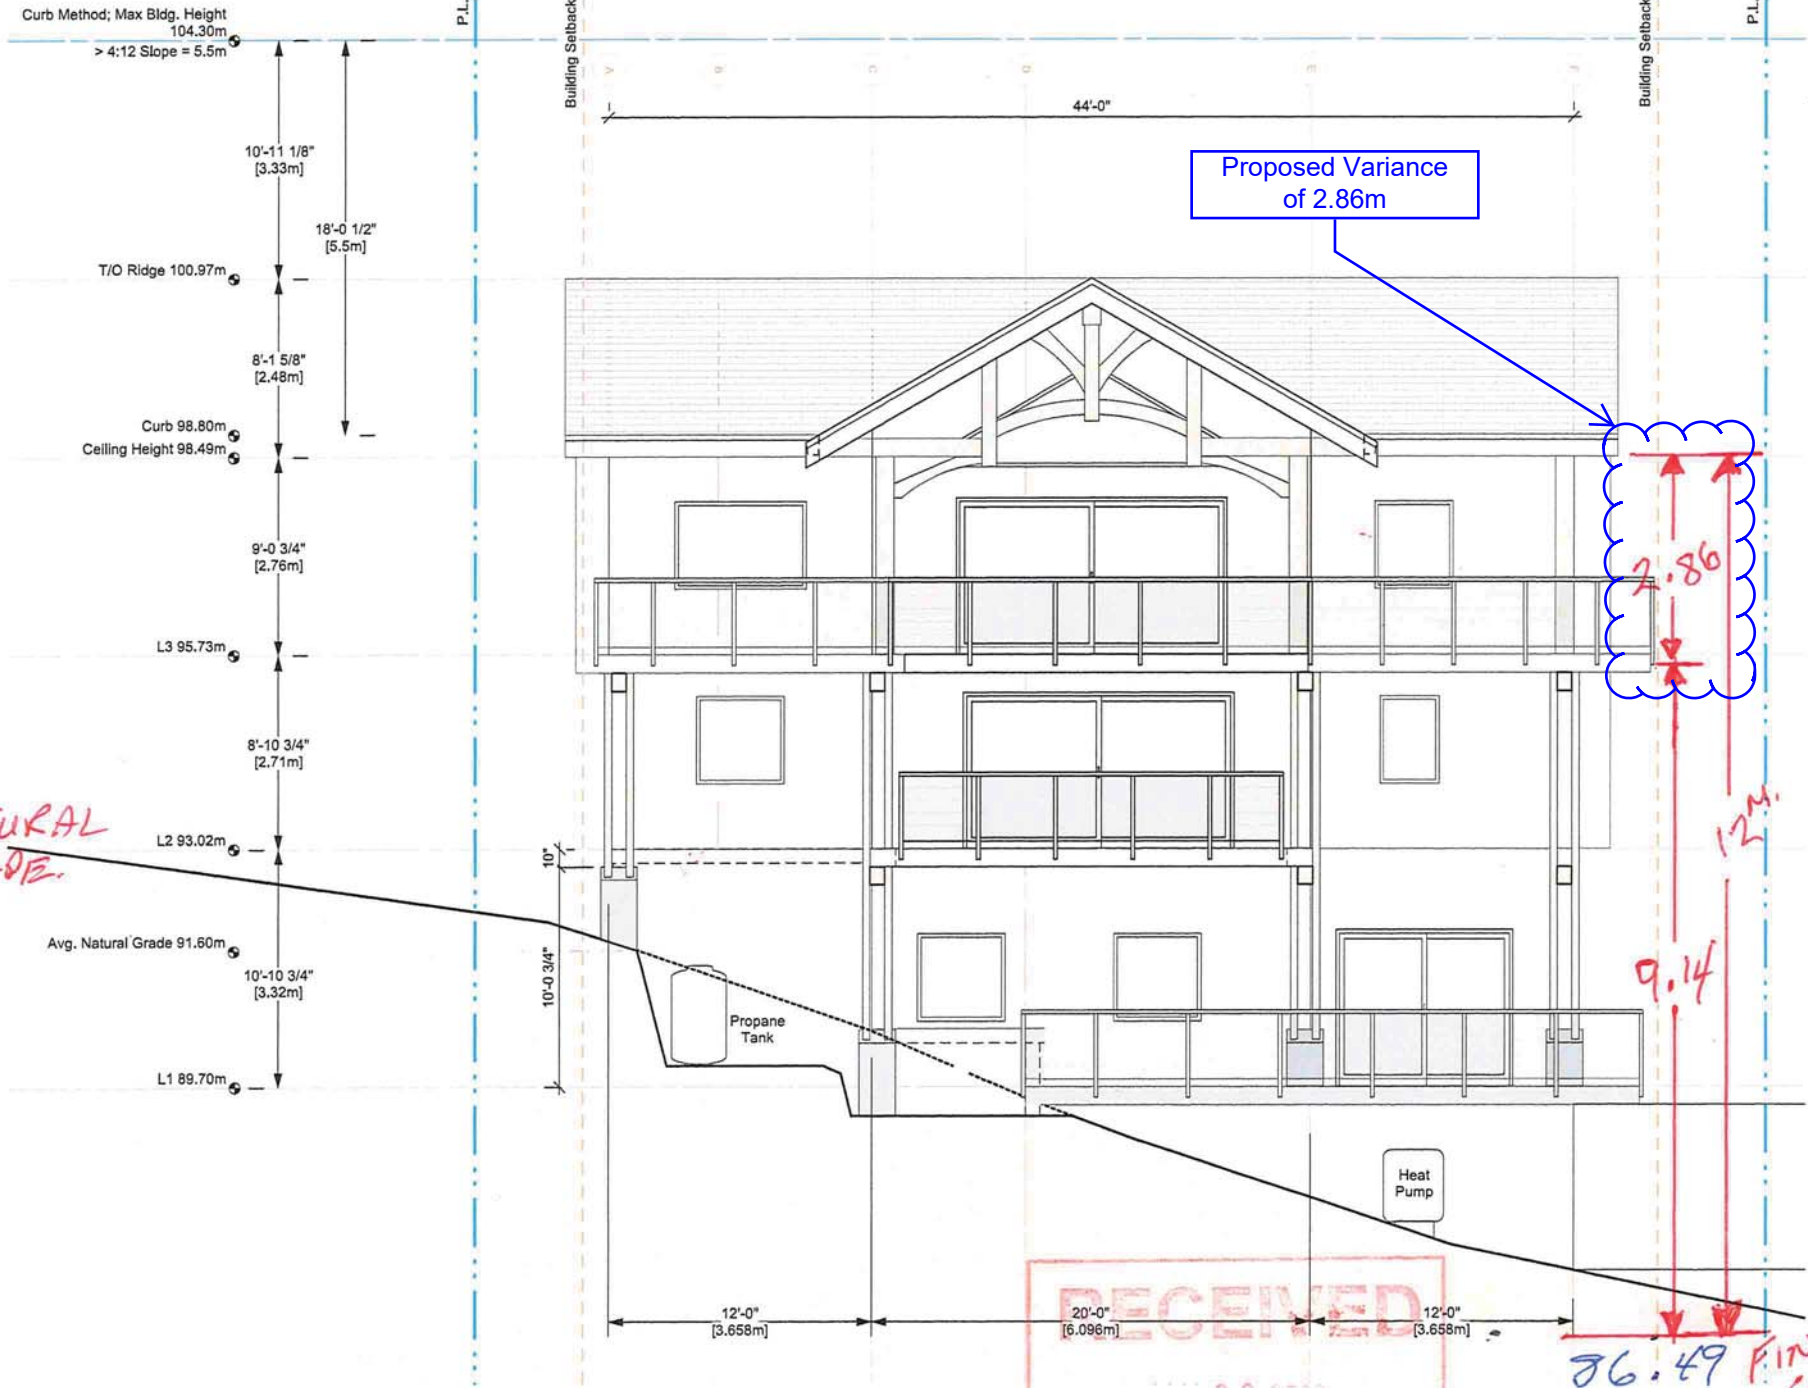 Curb Method; Max Bldg. Height
104.30m
> 4:12 Slope = 5.5m
P.L.
Building Setback
Building Setback
P.L.
A
B
C
D
E
F
44'-0"
10'-11 1/8"
[3.33m]
Proposed Variance
of 2.86m
18'-0 1/2"
[5.5m]
T/O Ridge 100.97m
8'-1 5/8"
[2.48m]
Curb 98.80m
Ceiling Height 98.49m
9'-0 3/4"
[2.76m]
2.86
L3 95.73m
8'-10 3/4"
[2.71m]
12M.
URAL
L2 93.02m
10"
DE.
Avg. Natural Grade 91.60m
10'-10 3/4"
[3.32m]
10'-0 3/4"
9.14
Propane
Tank
L1 89.70m
Heat
Pump
RECEIVED
12'-0"
[3.658m]
20'-0"
[6.096m]
12'-0"
[3.658m]
86.49 FIN